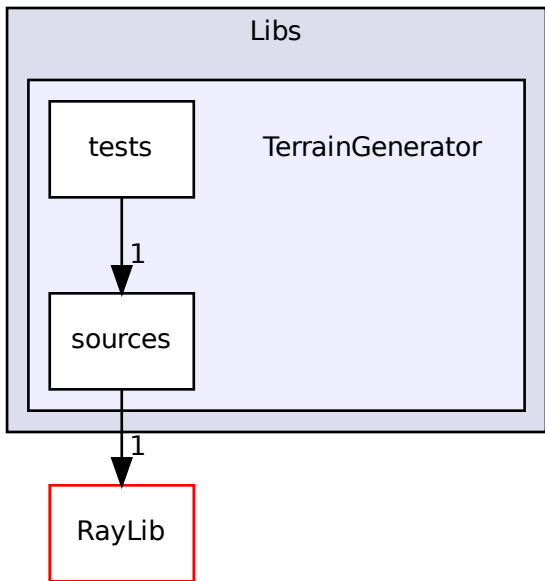 Libs
tests
TerrainGenerator
1
sources
1
RayLib